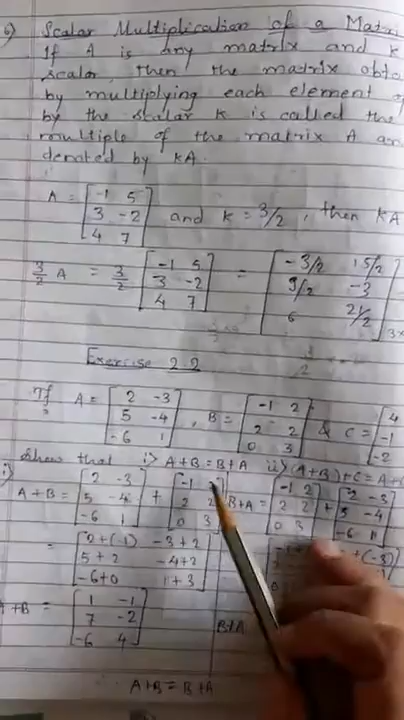 6) Scalar Multiplication of a Matri
If A is any matrix and K
scalar, then the matrix obta
by multiplying each element of
by the scalar K is called the
multiple of the matrix A an
denoted by KA.
A = [-1 5
3 -2
4 7] and K = 3/2, then KA
3/2 A = 3/2 [-1 5
3 -2
4 7] = [-3/2 15/2
9/2 -3
6 21/2] 3x
Exercise 2.2
If A = [2 -3
5 -4
-6 1], B = [-1 2
2 2
0 3] & C = [4
-1
-2
Show that i> A+B = B+A ii> (A+B)+C = A+(
i) A+B = [2 -3
5 -4
-6 1] + [-1
2 2
0 3] B+A = [-1 2
2 2
0 3] + [2 -3
5 -4
-6 1]
= [2+(-1) -3+2
5+2 -4+2
-6+0 1+3] +(-3)
A+B = [1 -1
7 -2
-6 4] B+A
A+B = B+A